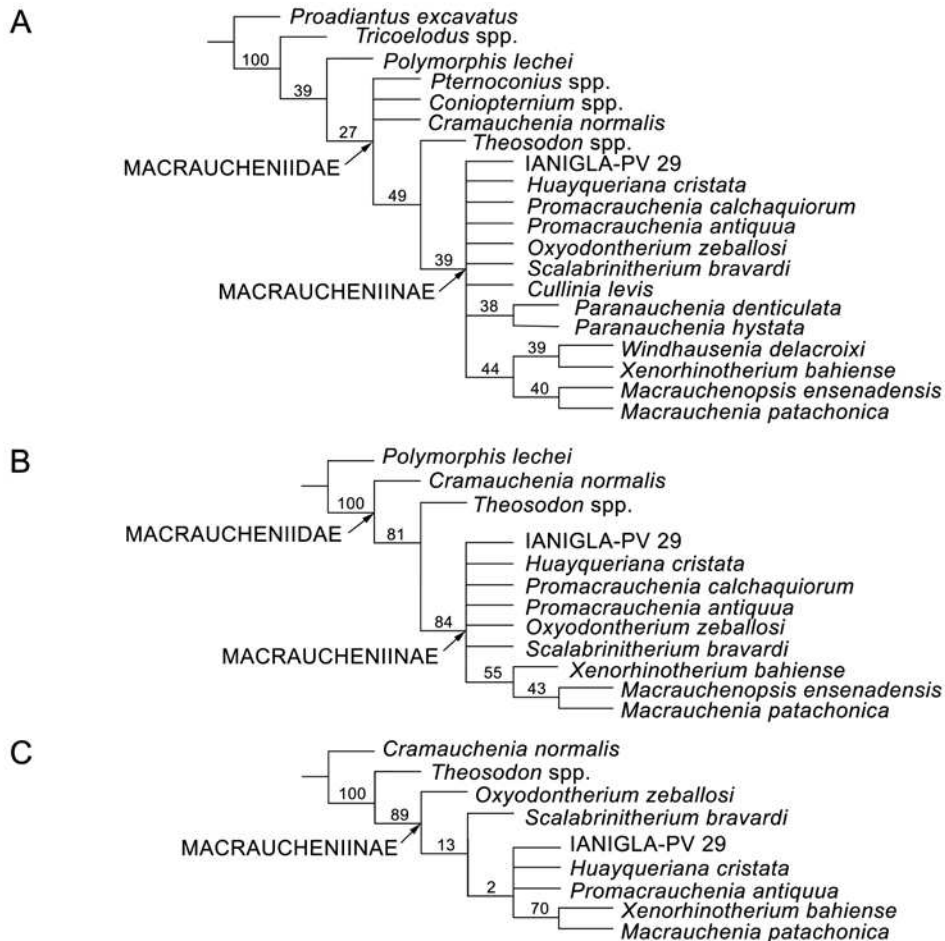 A
Proadiantus excavatus
100
Tricoelodus spp.
39
Polymorphis lechei
27
Pternoconius spp.
Coniopternium spp.
Cramauchenia normalis
MACRAUCHENIIDAE
Theosodon spp.
49
IANIGLA-PV 29
Huayqueriana cristata
Promacrauchenia calchaquiorum
Promacrauchenia antiquua
Oxyodontherium zeballosi
39
Scalabrinitherium bravardi
MACRAUCHENIINAE
Cullinia levis
38
Paranauchenia denticulata
Paranauchenia hystata
39
Windhausenia delacroixi
44
Xenorhinotherium bahiense
40
Macrauchenopsis ensenadensis
Macrauchenia patachonica
B
Polymorphis lechei
100
Cramauchenia normalis
MACRAUCHENIIDAE
81
Theosodon spp.
IANIGLA-PV 29
Huayqueriana cristata
Promacrauchenia calchaquiorum
Promacrauchenia antiquua
84
Oxyodontherium zeballosi
MACRAUCHENIINAE
Scalabrinitherium bravardi
55
Xenorhinotherium bahiense
43
Macrauchenopsis ensenadensis
Macrauchenia patachonica
C
Cramauchenia normalis
100
Theosodon spp.
89
Oxyodontherium zeballosi
MACRAUCHENIINAE
13
Scalabrinitherium bravardi
IANIGLA-PV 29
Huayqueriana cristata
2
Promacrauchenia antiquua
70
Xenorhinotherium bahiense
Macrauchenia patachonica